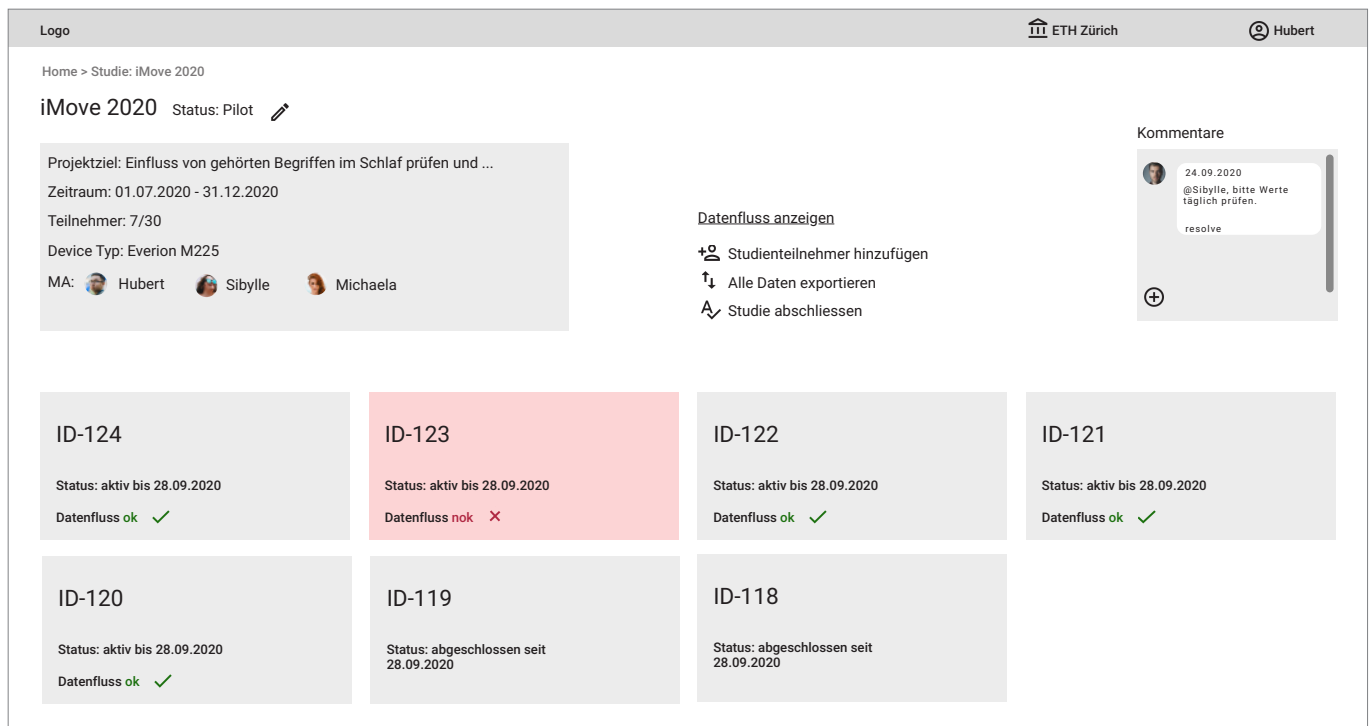 Logo
ETH Zürich
Hubert
Home > Studie: iMove 2020
iMove 2020 Status: Pilot
Projektziel: Einfluss von gehörten Begriffen im Schlaf prüfen und ...
Zeitraum: 01.07.2020 - 31.12.2020
Teilnehmer: 7/30
Device Typ: Everion M225
MA: Hubert Sibylle Michaela
Datenfluss anzeigen
Studienteilnehmer hinzufügen
Alle Daten exportieren
Studie abschliessen
Kommentare
24.09.2020
@Sibylle, bitte Werte
täglich prüfen.
resolve
ID-124
Status: aktiv bis 28.09.2020
Datenfluss ok
ID-123
Status: aktiv bis 28.09.2020
Datenfluss nok
ID-122
Status: aktiv bis 28.09.2020
Datenfluss ok
ID-121
Status: aktiv bis 28.09.2020
Datenfluss ok
ID-120
Status: aktiv bis 28.09.2020
Datenfluss ok
ID-119
Status: abgeschlossen seit
28.09.2020
ID-118
Status: abgeschlossen seit
28.09.2020